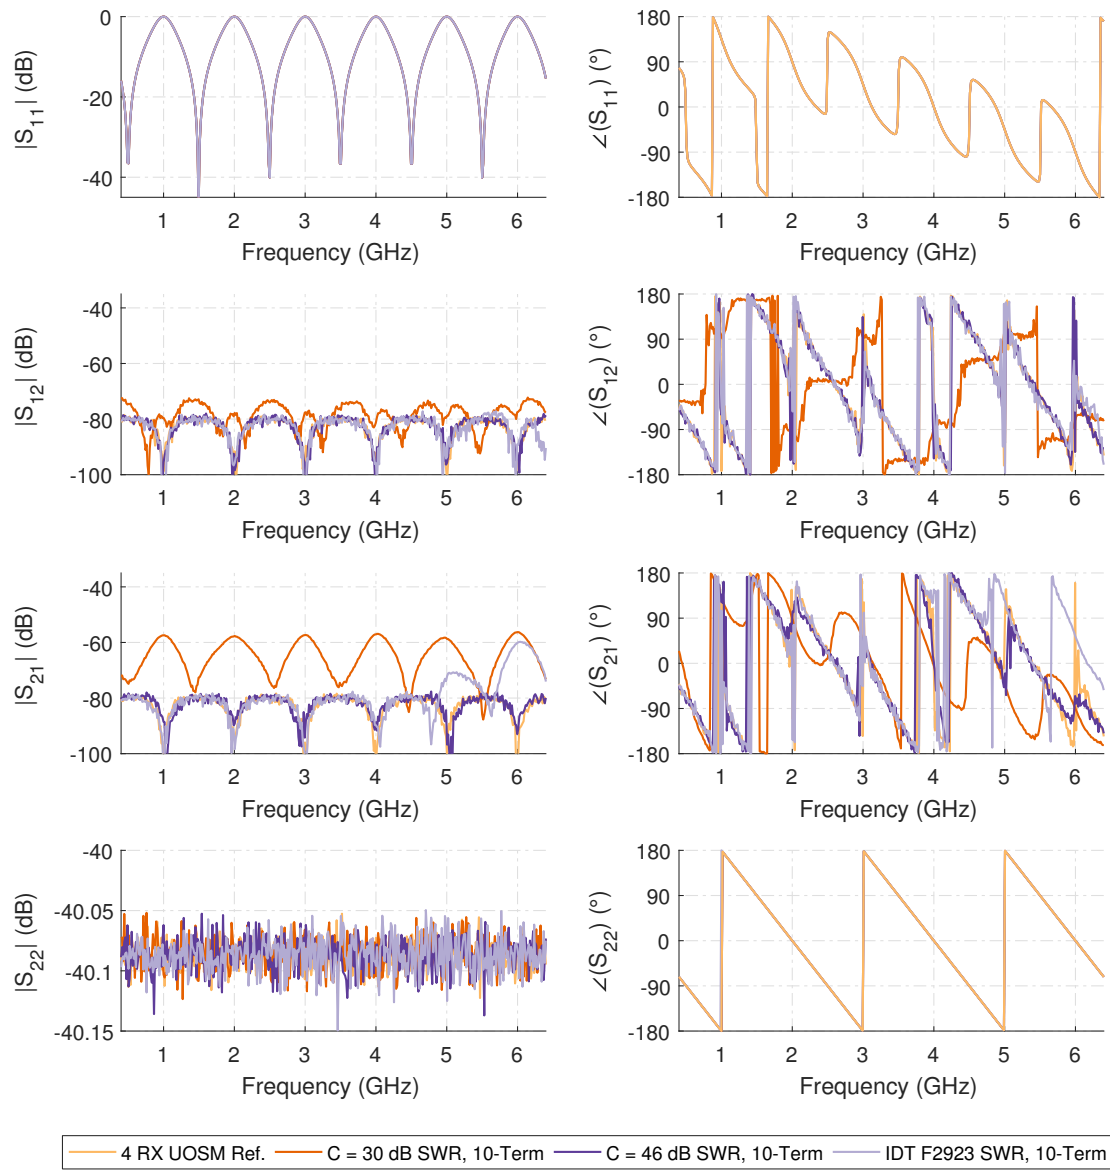 |S11| (dB)
0
-20
-40
1 2 3 4 5 6
Frequency (GHz)
∠(S11) (°)
180
90
0
-90
-180
1 2 3 4 5 6
Frequency (GHz)
|S12| (dB)
-40
-60
-80
-100
1 2 3 4 5 6
Frequency (GHz)
∠(S12) (°)
180
90
0
-90
-180
1 2 3 4 5 6
Frequency (GHz)
|S21| (dB)
-40
-60
-80
-100
1 2 3 4 5 6
Frequency (GHz)
∠(S21) (°)
180
90
0
-90
-180
1 2 3 4 5 6
Frequency (GHz)
|S22| (dB)
-40
-40.05
-40.1
-40.15
1 2 3 4 5 6
Frequency (GHz)
∠(S22) (°)
180
90
0
-90
-180
1 2 3 4 5 6
Frequency (GHz)
4 RX UOSM Ref. C = 30 dB SWR, 10-Term C = 46 dB SWR, 10-Term IDT F2923 SWR, 10-Term